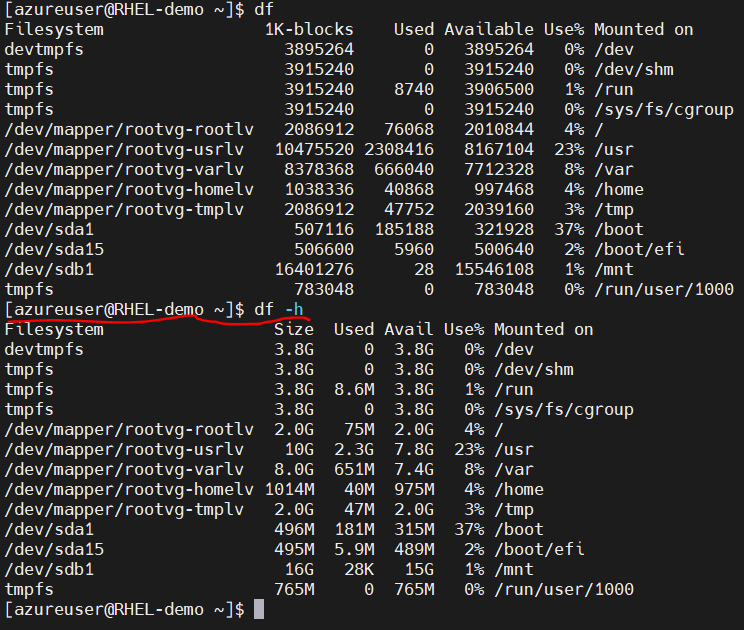 [azureuser@RHEL-demo ~]$ df
Filesystem                 1K-blocks    Used Available Use% Mounted on
devtmpfs                     3895264       0   3895264   0% /dev
tmpfs                        3915240       0   3915240   0% /dev/shm
tmpfs                        3915240    8740   3906500   1% /run
tmpfs                        3915240       0   3915240   0% /sys/fs/cgroup
/dev/mapper/rootvg-rootlv    2086912   76068   2010844   4% /
/dev/mapper/rootvg-usrlv    10475520 2308416   8167104  23% /usr
/dev/mapper/rootvg-varlv     8378368  666040   7712328   8% /var
/dev/mapper/rootvg-homelv    1038336   40868    997468   4% /home
/dev/mapper/rootvg-tmplv     2086912   47752   2039160   3% /tmp
/dev/sda1                     507116  185188    321928  37% /boot
/dev/sda15                    506600    5960    500640   2% /boot/efi
/dev/sdb1                   16401276      28  15546108   1% /mnt
tmpfs                         783048       0    783048   0% /run/user/1000
[azureuser@RHEL-demo ~]$ df -h
Filesystem                 Size  Used Avail Use% Mounted on
devtmpfs                   3.8G     0  3.8G   0% /dev
tmpfs                      3.8G     0  3.8G   0% /dev/shm
tmpfs                      3.8G  8.6M  3.8G   1% /run
tmpfs                      3.8G     0  3.8G   0% /sys/fs/cgroup
/dev/mapper/rootvg-rootlv  2.0G   75M  2.0G   4% /
/dev/mapper/rootvg-usrlv    10G  2.3G  7.8G  23% /usr
/dev/mapper/rootvg-varlv   8.0G  651M  7.4G   8% /var
/dev/mapper/rootvg-homelv 1014M   40M  975M   4% /home
/dev/mapper/rootvg-tmplv   2.0G   47M  2.0G   3% /tmp
/dev/sda1                  496M  181M  315M  37% /boot
/dev/sda15                 495M  5.9M  489M   2% /boot/efi
/dev/sdb1                   16G   28K   15G   1% /mnt
tmpfs                      765M     0  765M   0% /run/user/1000
[azureuser@RHEL-demo ~]$